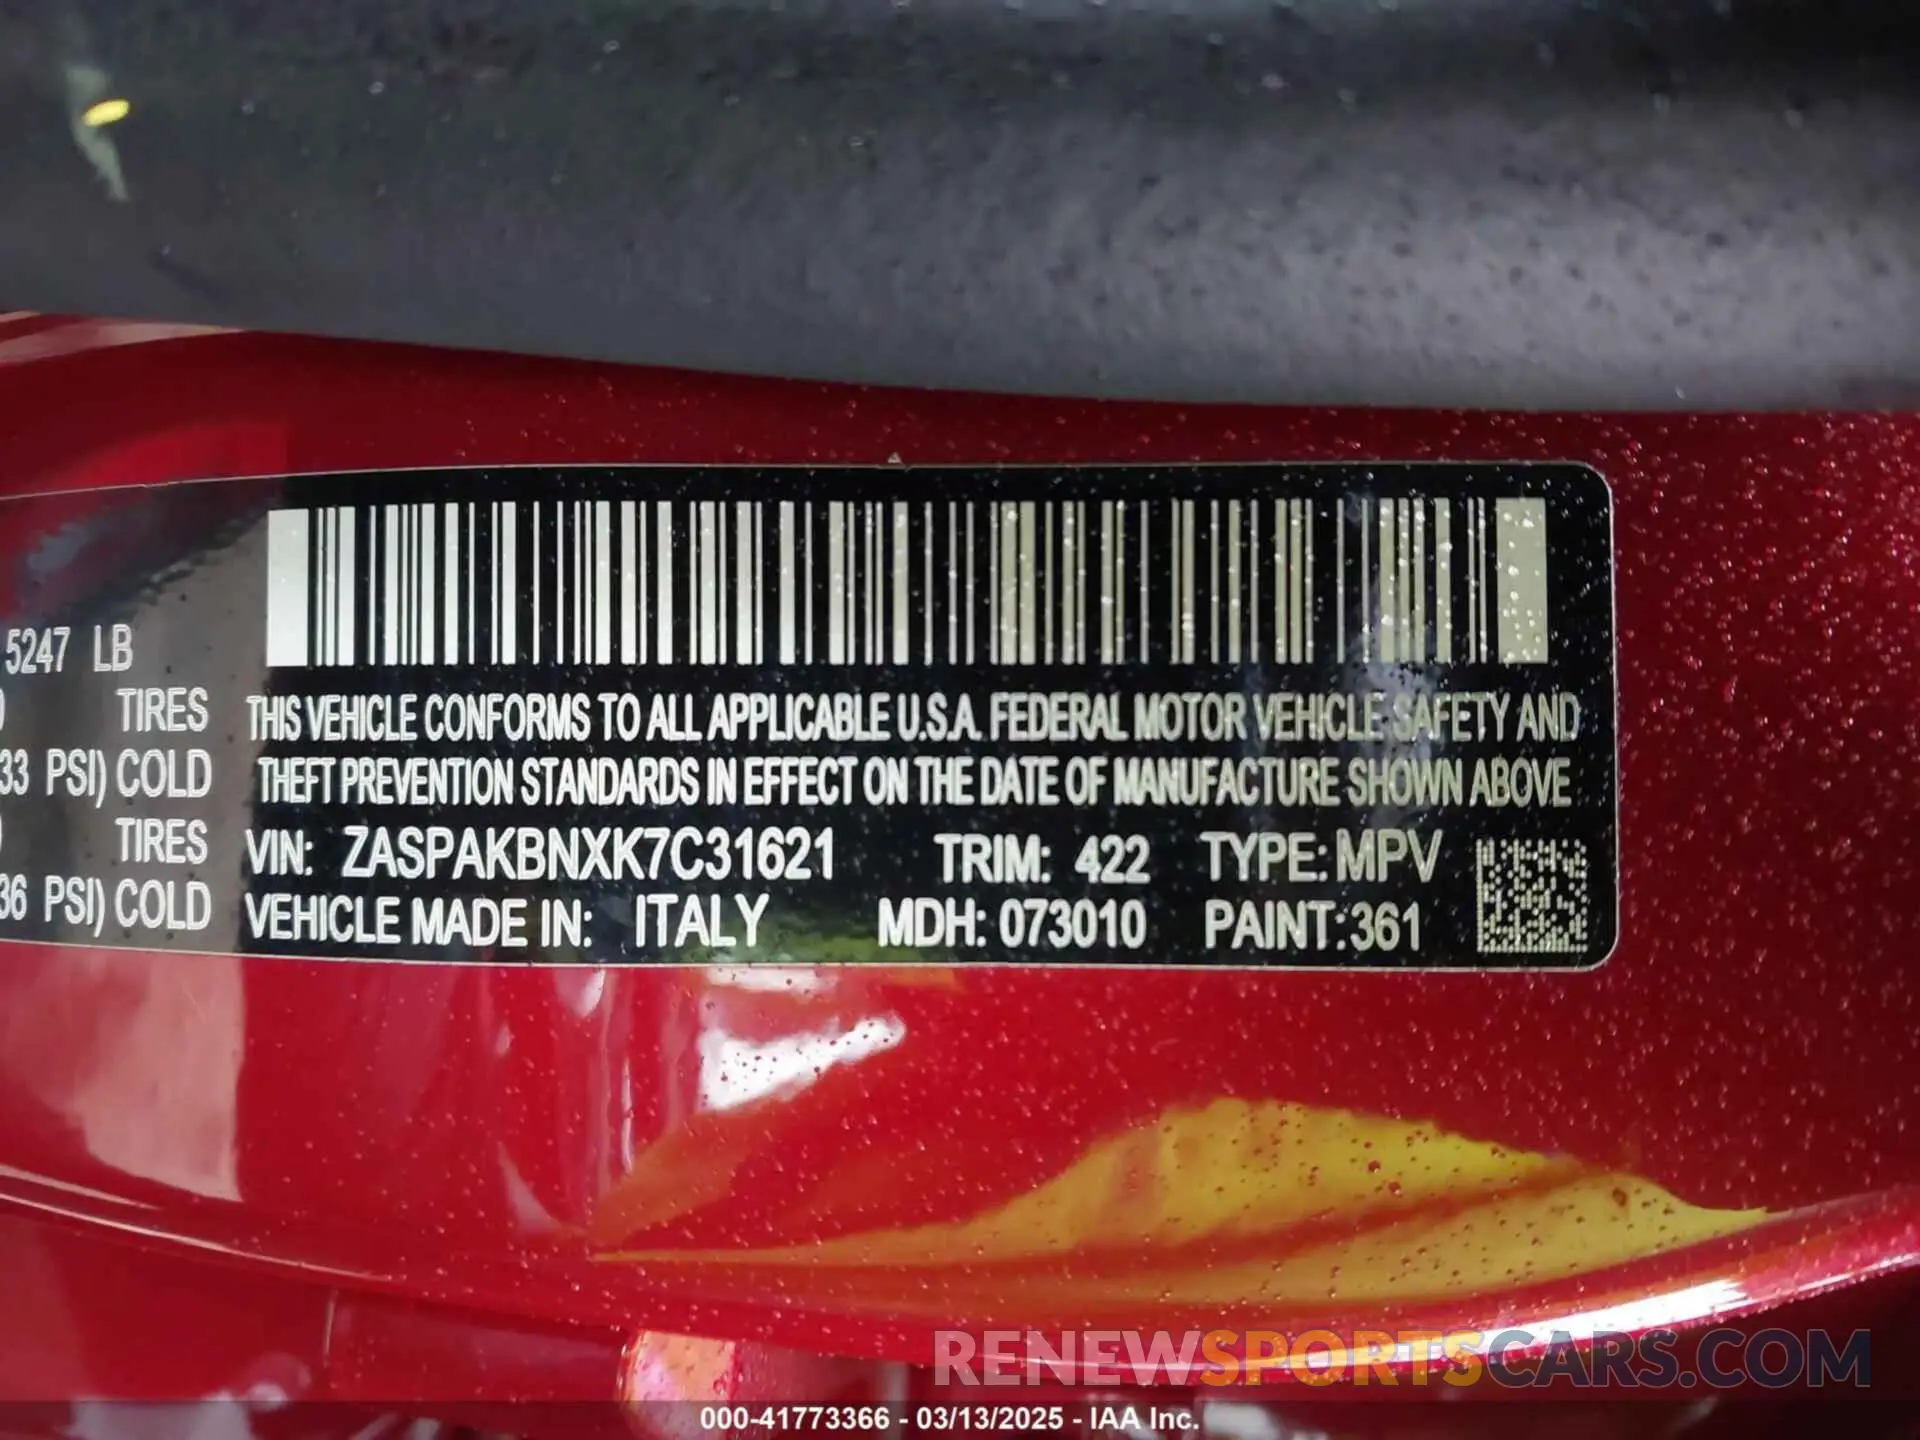 5247 LB
TIRES
33 PSI) COLD
TIRES
36 PSI) COLD
THIS VEHICLE CONFORMS TO ALL APPLICABLE U.S.A. FEDERAL MOTOR VEHICLE SAFETY AND
THEFT PREVENTION STANDARDS IN EFFECT ON THE DATE OF MANUFACTURE SHOWN ABOVE
VIN: ZASPAKBNXK7C31621 TRIM: 422 TYPE: MPV
VEHICLE MADE IN: ITALY MDH: 073010 PAINT: 361
RENEWSPORTSCARS.COM
000-41773366 - 03/13/2025 - IAA Inc.